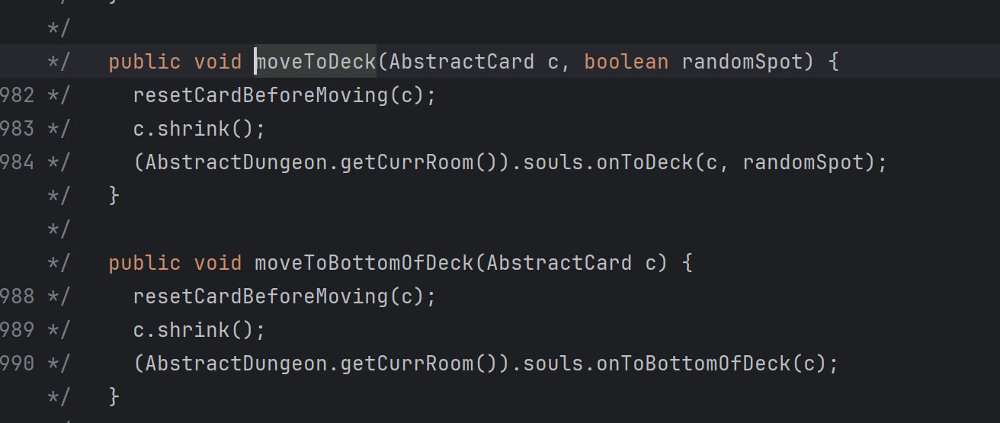 */
*/   public void moveToDeck(AbstractCard c, boolean randomSpot) {
982 */     resetCardBeforeMoving(c);
983 */     c.shrink();
984 */     (AbstractDungeon.getCurrRoom()).souls.onToDeck(c, randomSpot);
*/   }
*/
*/   public void moveToBottomOfDeck(AbstractCard c) {
988 */     resetCardBeforeMoving(c);
989 */     c.shrink();
990 */     (AbstractDungeon.getCurrRoom()).souls.onToBottomOfDeck(c);
*/   }